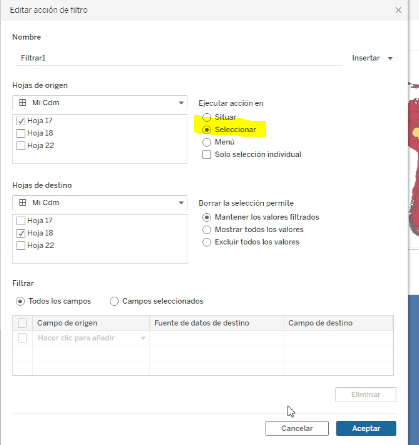 Editar acción de filtro
Nombre
Filtrar1
Insertar
Hojas de origen
Mi Cdm
Hoja 17
Hoja 18
Hoja 22
Ejecutar acción en
Situar
Seleccionar
Menú
Solo selección individual
Hojas de destino
Mi Cdm
Hoja 17
Hoja 18
Hoja 22
Borrar la selección permite
Mantener los valores filtrados
Mostrar todos los valores
Excluir todos los valores
Filtrar
Todos los campos Campos seleccionados
Campo de origen Fuente de datos de destino Campo de destino
Hacer clic para añadir
Eliminar
Cancelar Aceptar